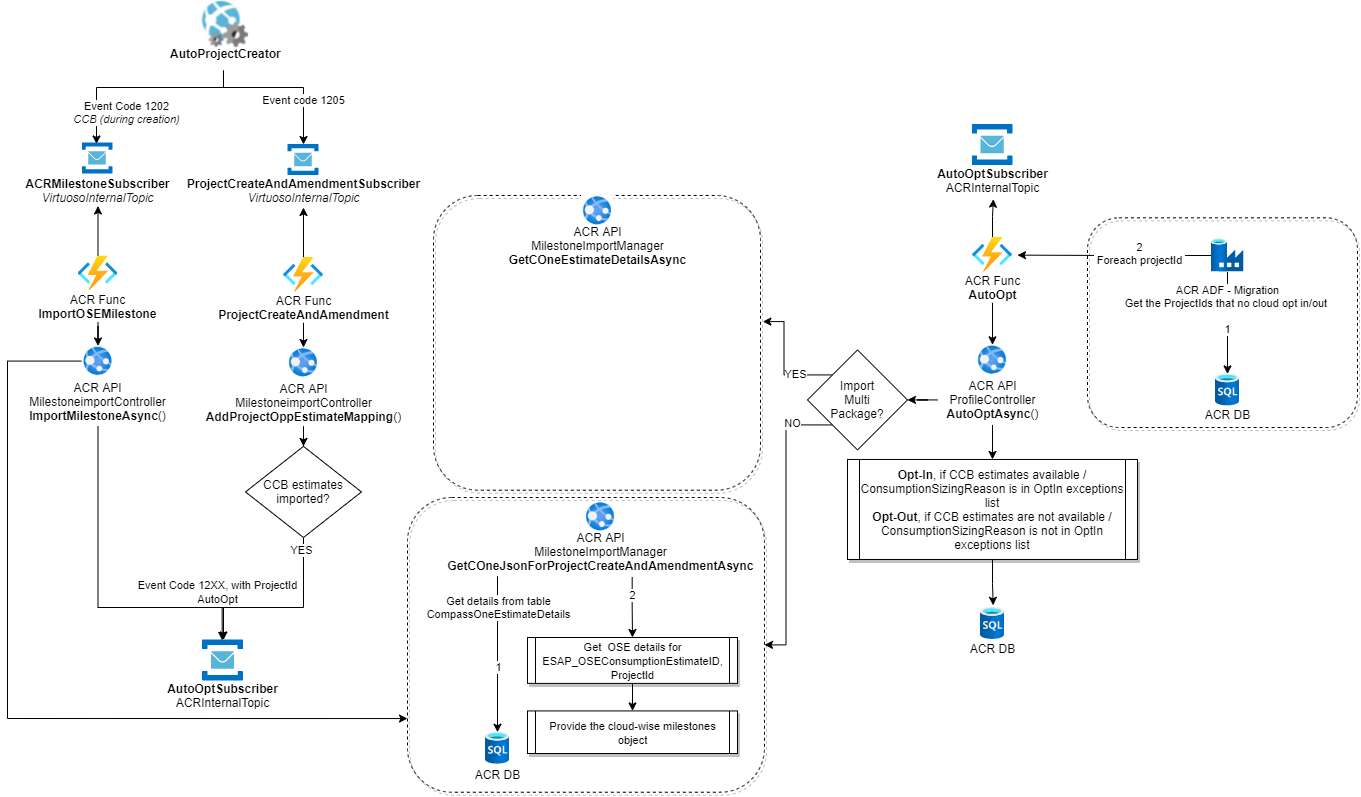 AutoProjectCreator
Event Code 1202
CCB (during creation)
Event code 1205
ACRMilestoneSubscriber
VirtuosoInternalTopic
ProjectCreateAndAmendmentSubscriber
VirtuosoInternalTopic
ACR Func
ImportOSEMilestone
ACR Func
ProjectCreateAndAmendment
ACR API
MilestoneimportController
ImportMilestoneAsync()
ACR API
MilestoneimportController
AddProjectOppEstimateMapping()
CCB estimates
imported?
YES
Event Code 12XX, with ProjectId
AutoOpt
AutoOptSubscriber
ACRInternalTopic
ACR API
MilestoneImportManager
GetCOneEstimateDetailsAsync
ACR API
MilestoneImportManager
GetCOneJsonForProjectCreateAndAmendmentAsync
Get details from table
CompassOneEstimateDetails
1
ACR DB
2
Get  OSE details for
ESAP_OSEConsumptionEstimateID,
ProjectId
Provide the cloud-wise milestones
object
YES
NO
Import
Multi
Package?
AutoOptSubscriber
ACRInternalTopic
ACR Func
AutoOpt
ACR API
ProfileController
AutoOptAsync()
Opt-In, if CCB estimates available /
ConsumptionSizingReason is in OptIn exceptions
list
Opt-Out, if CCB estimates are not available /
ConsumptionSizingReason is not in OptIn
exceptions list
ACR DB
2
Foreach projectId
ACR ADF - Migration
Get the ProjectIds that no cloud opt in/out
1
SQL
ACR DB
SQL
SQL